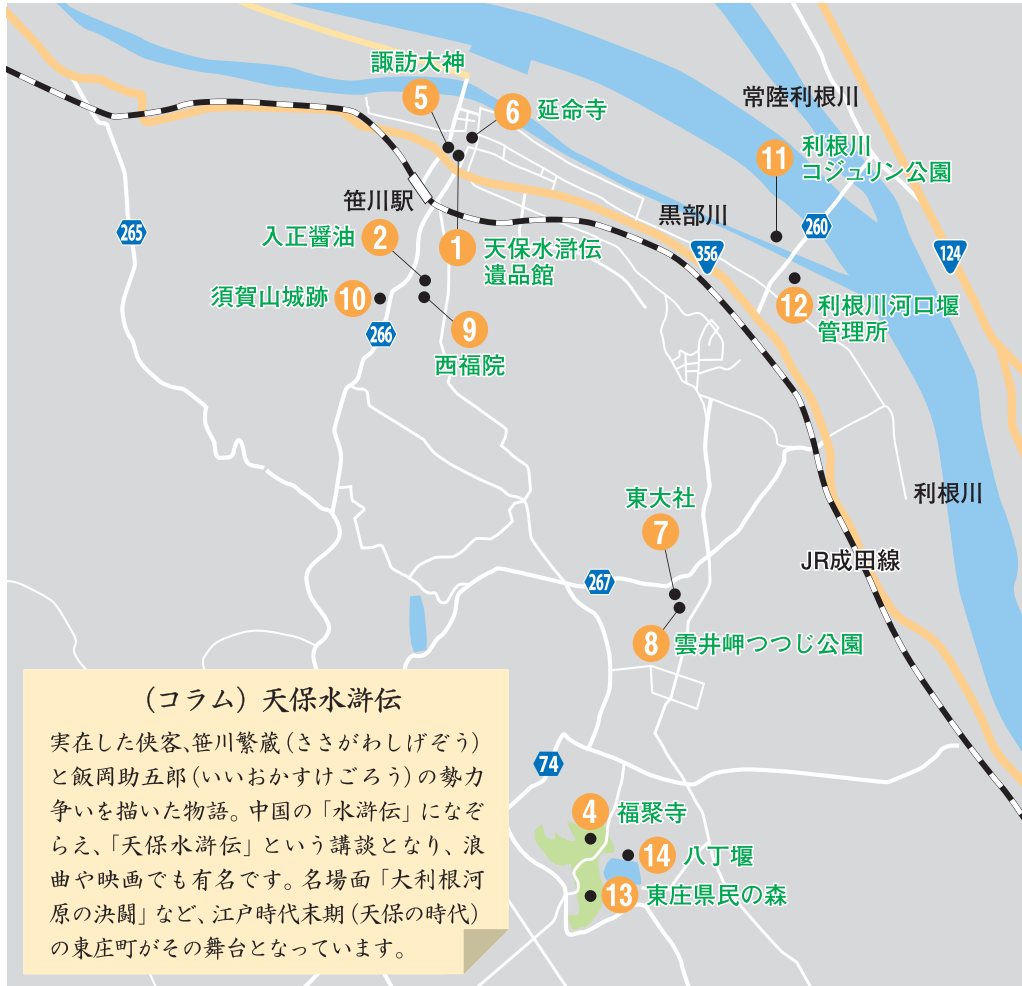 諏訪大神
5
6
延命寺
常陸利根川
11
利根川
コジュリン公園
笹川駅
黒部川
265
入正醤油
2
1
天保水滸伝
遺品館
356
260
124
須賀山城跡
10
12
利根川河口堰
管理所
266
9
西福院
東大社
7
利根川
JR成田線
267
8
雲井岬つつじ公園
74
4
福聚寺
14
八丁堰
13
東庄県民の森
（コラム）天保水滸伝
実在した侠客、笹川繁蔵（ささがわしげぞう）
と飯岡助五郎（いいおかすけごろう）の勢力
争いを描いた物語。中国の「水滸伝」になぞ
らえ、「天保水滸伝」という講談となり、浪
曲や映画でも有名です。名場面「大利根河
原の決闘」など、江戸時代末期（天保の時代）
の東庄町がその舞台となっています。